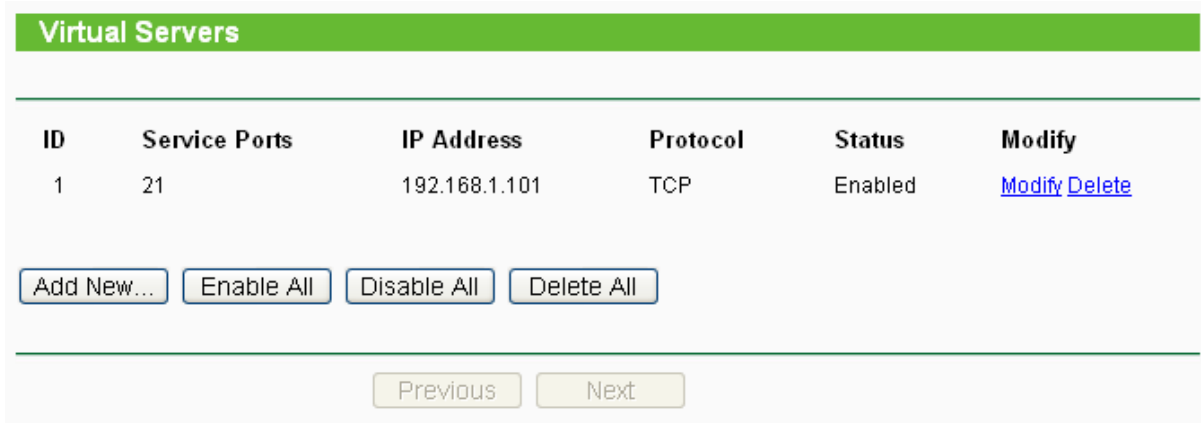 Virtual Servers
ID Service Ports IP Address Protocol Status Modify
1 21 192.168.1.101 TCP Enabled Modify Delete
Add New... Enable All Disable All Delete All
Previous Next